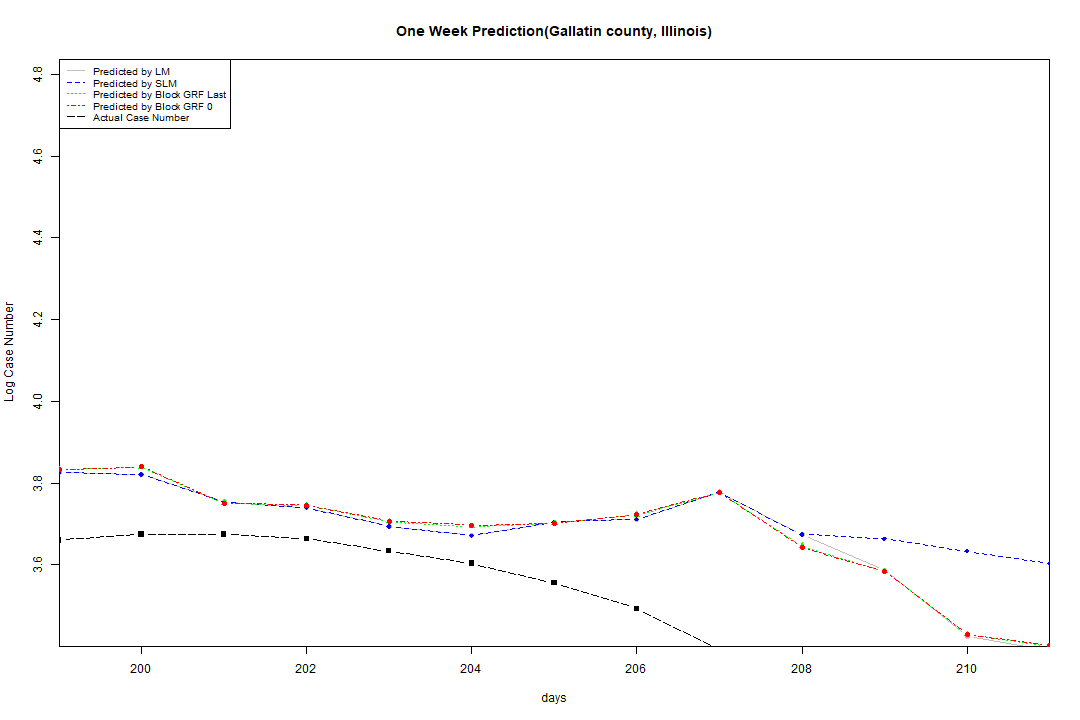 One Week Prediction(Gallatin county, Illinois)
Predicted by LM
Predicted by SLM
Predicted by Block GRF Last
Predicted by Block GRF 0
Actual Case Number
4.8
4.6
4.4
4.2
4.0
3.8
3.6
Log Case Number
200 202 204 206 208 210
days